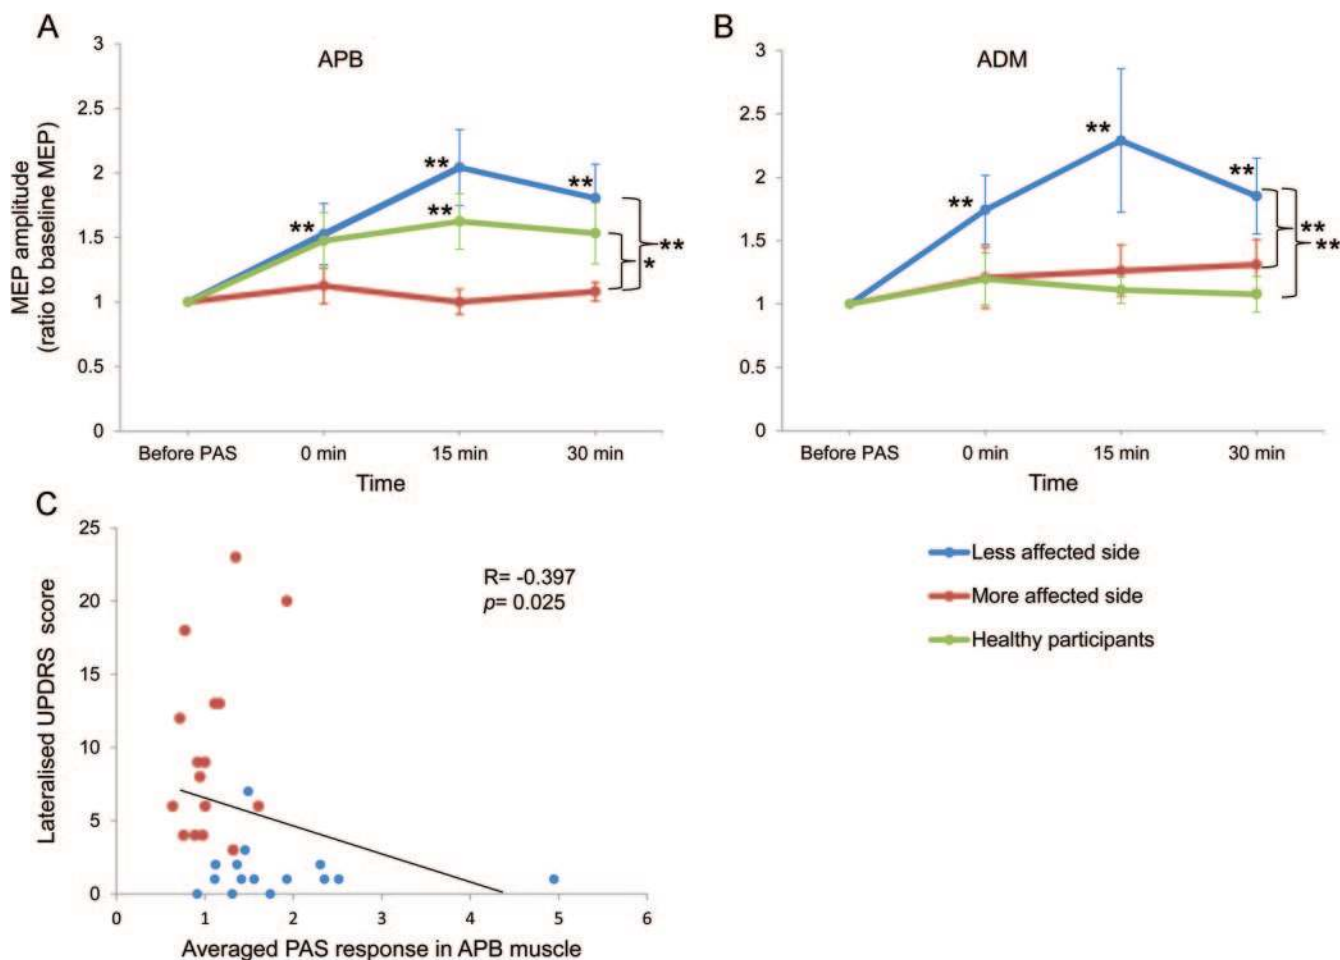 A
APB
3
2.5
2
1.5
1
0.5
0
MEP amplitude
(ratio to baseline MEP)
**
**
**
**
**
*
Before PAS
0 min
15 min
30 min
Time
B
ADM
3
2.5
2
1.5
1
0.5
0
**
**
**
**
**
Before PAS
0 min
15 min
30 min
Time
C
25
20
15
10
5
0
Lateralised UPDRS score
R= -0.397
p= 0.025
0
1
2
3
4
5
6
Averaged PAS response in APB muscle
Less affected side
More affected side
Healthy participants